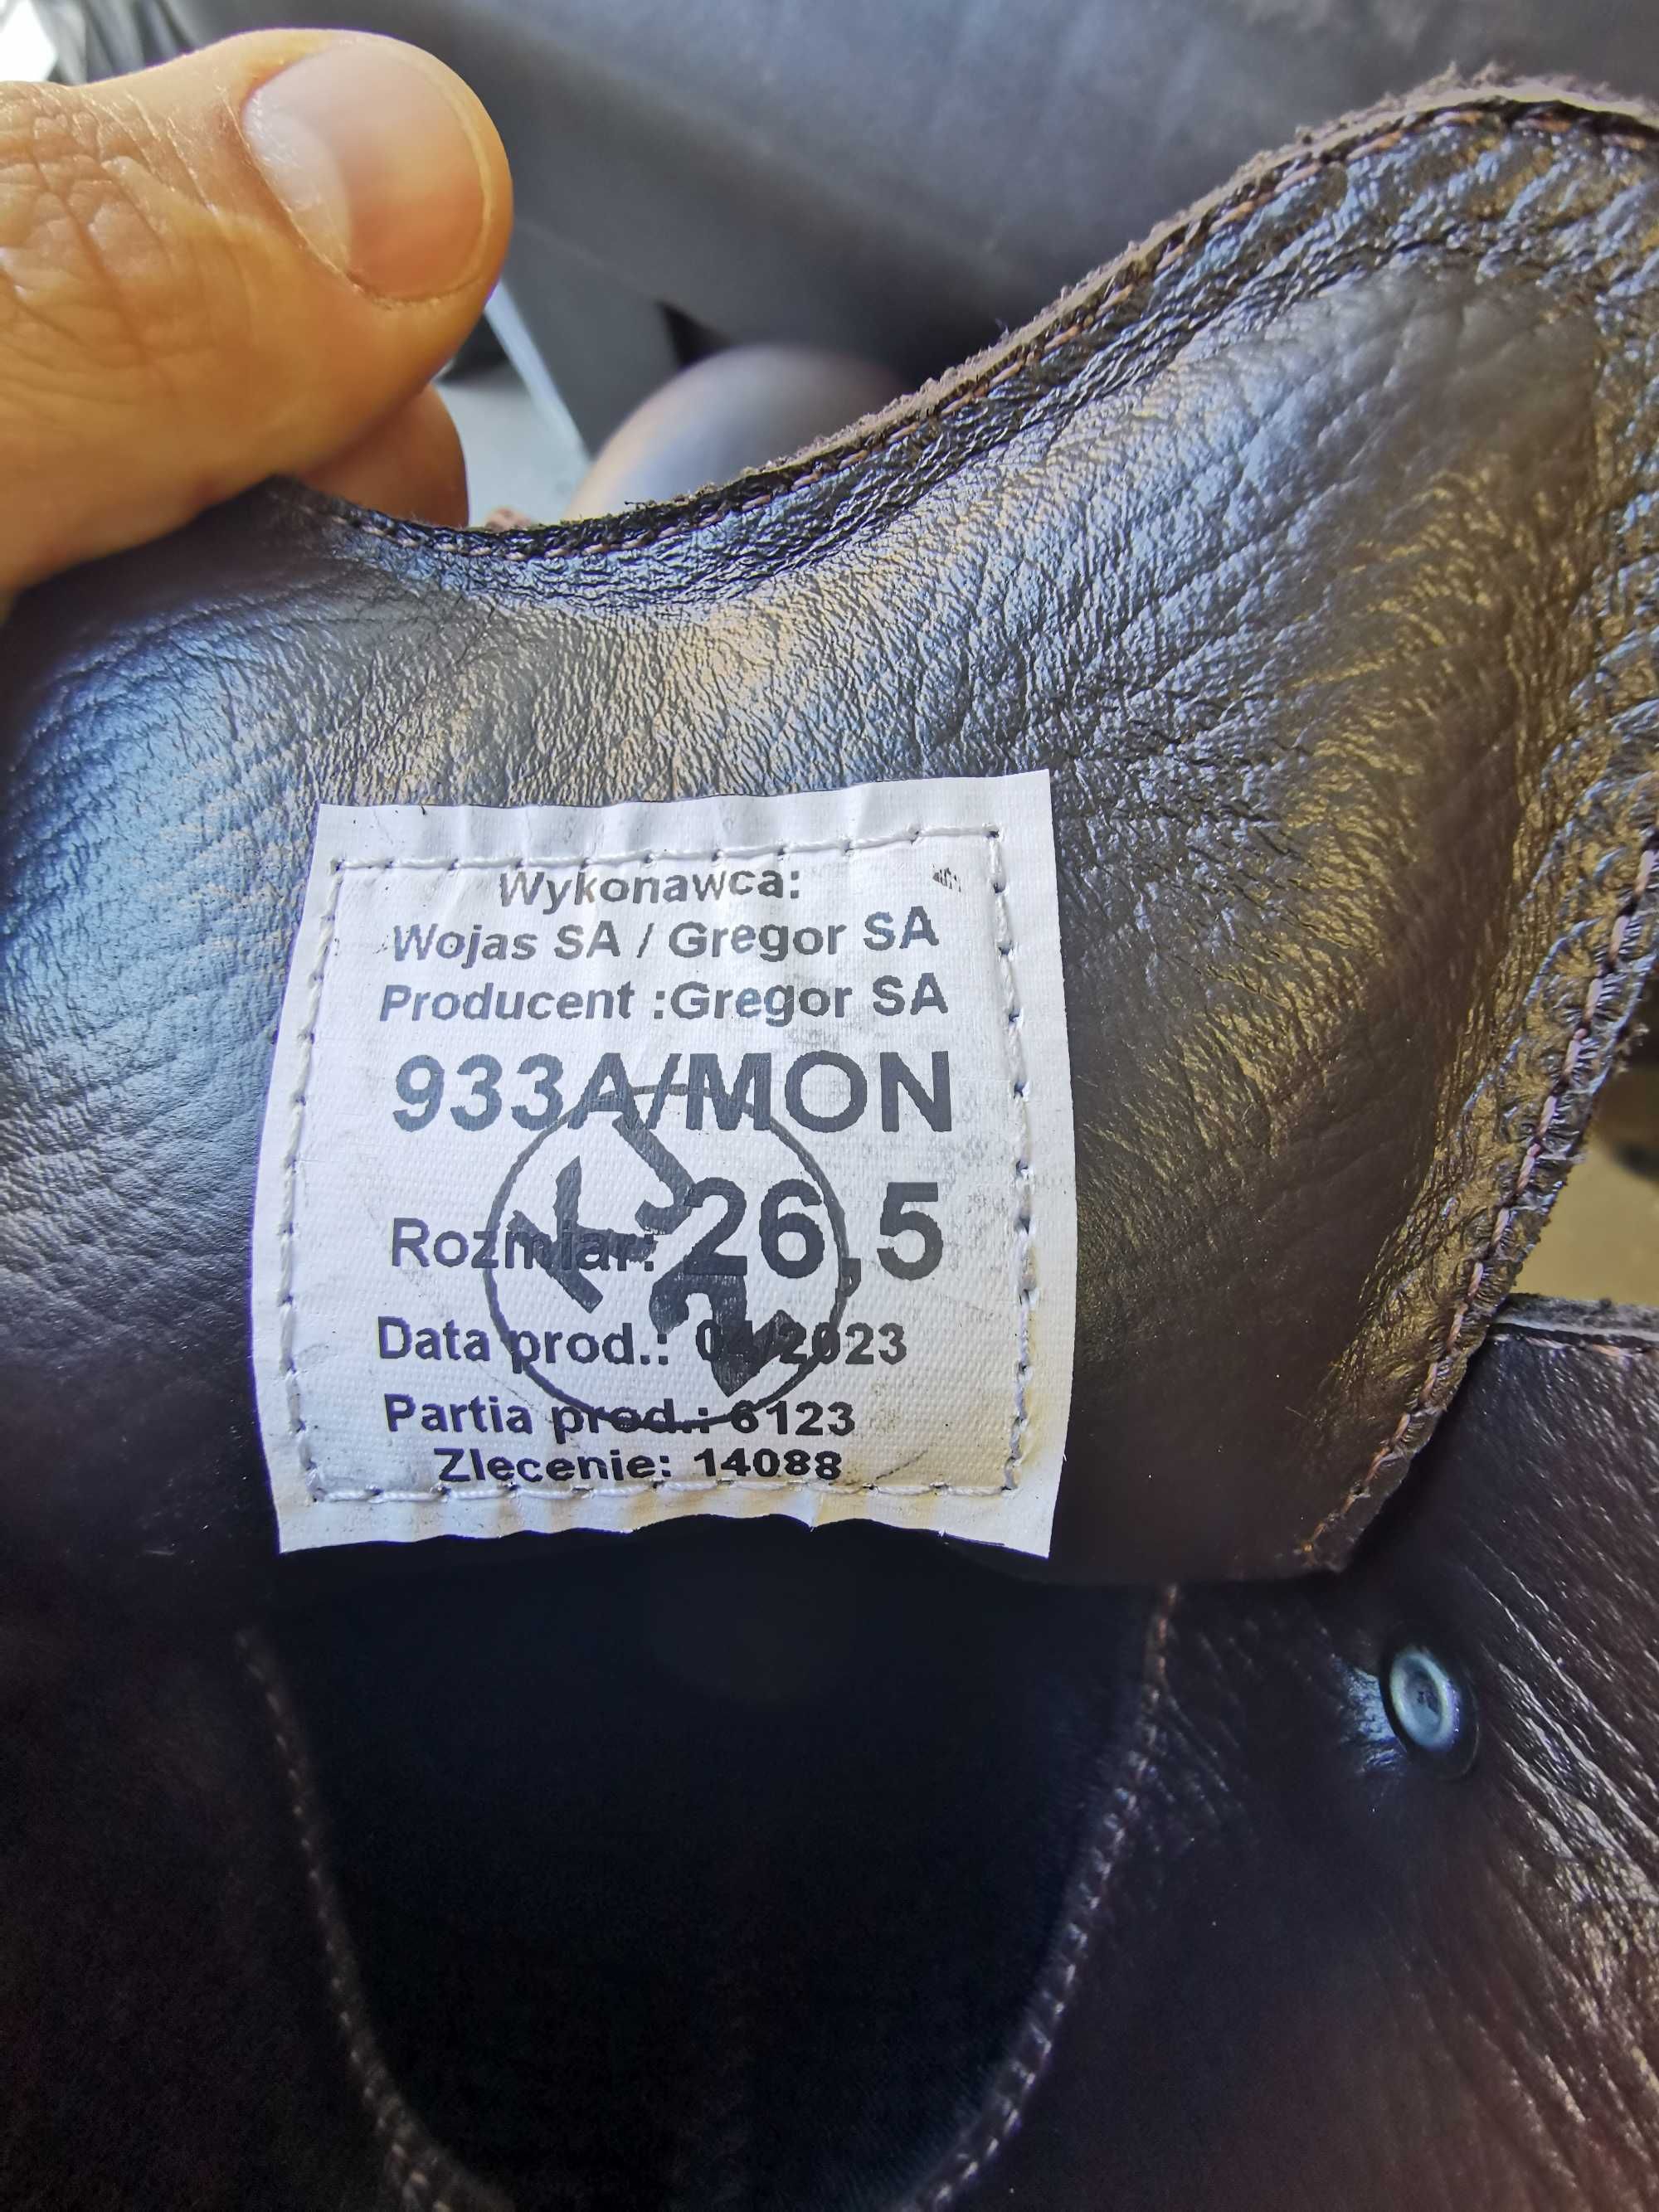 Wykonawca:
Wojas SA / Gregor SA
Producent :Gregor SA
933A/MON
Rozmiar: 26,5
Data prod.: /2023
Partia prod.: 6123
Zlecenie: 14088
KJ